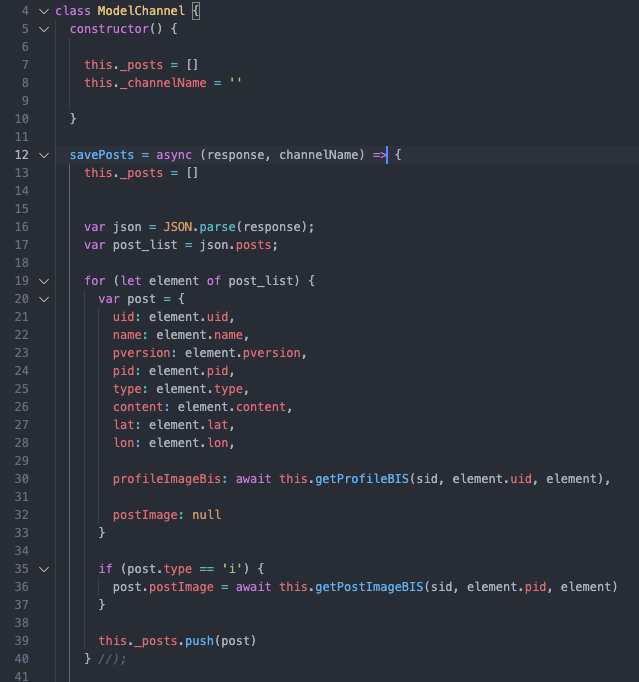 4 class ModelChannel {
5 constructor() {
6
7 this._posts = []
8 this._channelName = ''
9
10 }
11
12 savePosts = async (response, channelName) => {
13 this._posts = []
14
15
16 var json = JSON.parse(response);
17 var post_list = json.posts;
18
19 for (let element of post_list) {
20 var post = {
21 uid: element.uid,
22 name: element.name,
23 pversion: element.pversion,
24 pid: element.pid,
25 type: element.type,
26 content: element.content,
27 lat: element.lat,
28 lon: element.lon,
29
30 profileImageBis: await this.getProfileBIS(sid, element.uid, element),
31
32 postImage: null
33 }
34
35 if (post.type == 'i') {
36 post.postImage = await this.getPostImageBIS(sid, element.pid, element)
37 }
38
39 this._posts.push(post)
40 } //);
41